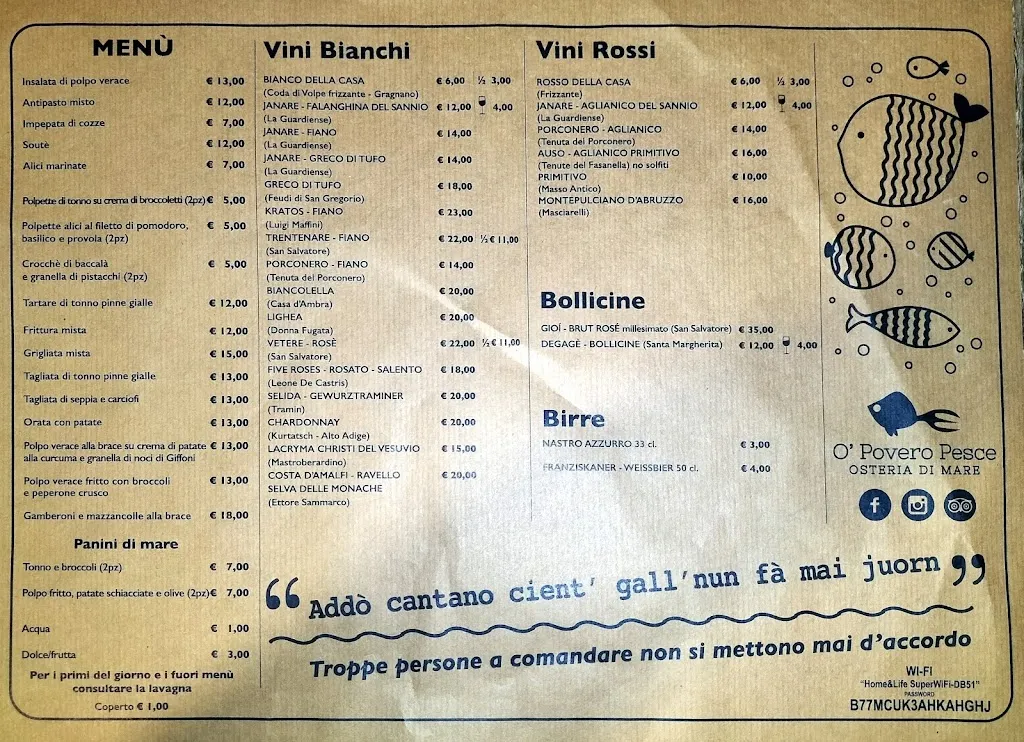 MENÙ
Insalata di polpo verace € 13,00
Antipasto misto € 12,00
Impepata di cozze € 7,00
Soutè € 12,00
Alici marinate € 7,00
Polpette di tonno su crema di broccoletti (2pz) € 5,00
Polpette alici al filetto di pomodoro, € 5,00
basilico e provola (2pz)
Crocchè di baccalà € 5,00
e granella di pistacchi (2pz)
Tartare di tonno pinne gialle € 12,00
Frittura mista € 12,00
Grigliata mista € 15,00
Tagliata di tonno pinne gialle € 13,00
Tagliata di seppia e carciofi € 13,00
Orata con patate € 13,00
Polpo verace alla brace su crema di patate € 13,00
alla curcuma e granella di noci di Giffoni
Polpo verace fritto con broccoli € 13,00
e peperone crusco
Gamberoni e mazzancolle alla brace € 18,00
Panini di mare
Tonno e broccoli (2pz) € 7,00
Polpo fritto, patate schiacciate e olive (2pz) € 7,00
Acqua € 1,00
Dolce/frutta € 3,00
Per i primi del giorno e i fuori menù
consultare la lavagna
Coperto € 1,00
Vini Bianchi
BIANCO DELLA CASA € 6,00 ½ 3,00
(Coda di Volpe frizzante - Gragnano)
JANARE - FALANGHINA DEL SANNIO € 12,00 4,00
(La Guardiense)
JANARE - FIANO € 14,00
(La Guardiense)
JANARE - GRECO DI TUFO € 14,00
(La Guardiense)
GRECO DI TUFO € 18,00
(Feudi di San Gregorio)
KRATOS - FIANO € 23,00
(Luigi Maffini)
TRENTENARE - FIANO € 22,00 ½ € 11,00
(San Salvatore)
PORCONERO - FIANO € 14,00
(Tenuta del Porconero)
BIANCOLELLA € 20,00
(Casa d'Ambra)
LIGHEA € 20,00
(Donna Fugata)
VETERE - ROSÈ € 22,00 ½ € 11,00
(San Salvatore)
FIVE ROSES - ROSATO - SALENTO € 18,00
(Leone De Castris)
SELIDA - GEWURZTRAMINER € 20,00
(Tramin)
CHARDONNAY € 20,00
(Kurtatsch - Alto Adige)
LACRYMA CHRISTI DEL VESUVIO € 15,00
(Mastroberardino)
COSTA D'AMALFI - RAVELLO € 20,00
SELVA DELLE MONACHE
(Ettore Sammarco)
Vini Rossi
ROSSO DELLA CASA € 6,00 ½ 3,00
(Frizzante)
JANARE - AGLIANICO DEL SANNIO € 12,00 4,00
(La Guardiense)
PORCONERO - AGLIANICO € 14,00
(Tenuta del Porconero)
AUSO - AGLIANICO PRIMITIVO € 16,00
(Tenute del Fasanella) no solfiti
PRIMITIVO € 10,00
(Masso Antico)
MONTEPULCIANO D'ABRUZZO € 16,00
(Masciarelli)
Bollicine
GIOÍ - BRUT ROSÉ millesimato (San Salvatore) € 35,00
DEGAGÈ - BOLLICINE (Santa Margherita) € 12,00 4,00
Birre
NASTRO AZZURRO 33 cl. € 3,00
FRANZISKANER - WEISSBIER 50 cl. € 4,00
O' Povero Pesce
OSTERIA DI MARE
“ Addò cantano cient' gall'nun fà mai juorn ”
Troppe persone a comandare non si mettono mai d'accordo
WI-FI
"Home&Life SuperWiFi-DB51"
PASSWORD
B77MCUK3AHKAHGHJ